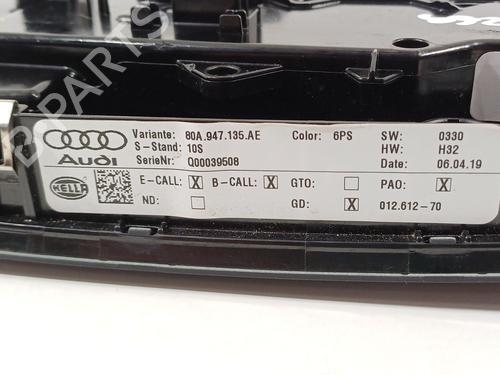 Variante: 80A.947.135.AE Color: 6PS SW: 0330
S-Stand: 10S HW: H32
Audi SerieNr: Q00039508 Date: 06.04.19
HELLA E-CALL: X B-CALL: X GTO: PAO: X
ND: GD: X 012.612-70
B PARTS